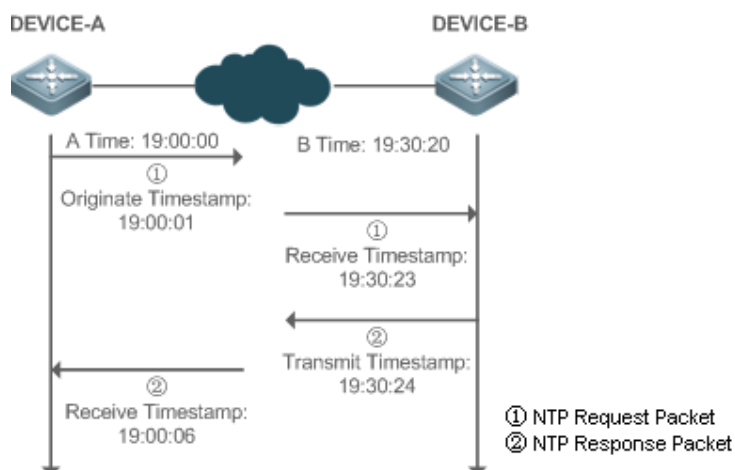 DEVICE-A
DEVICE-B
A Time: 19:00:00
B Time: 19:30:20
①
Originate Timestamp:
19:00:01
①
Receive Timestamp:
19:30:23
②
Transmit Timestamp:
19:30:24
②
Receive Timestamp:
19:00:06
① NTP Request Packet
② NTP Response Packet